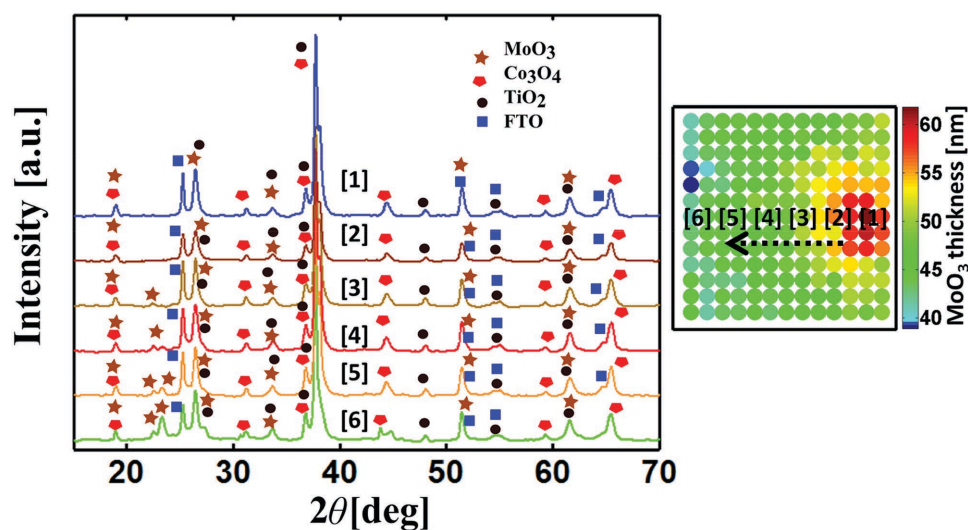 Intensity [a.u.]
MoO₃
Co₃O₄
TiO₂
FTO
[1]
[2]
[3]
[4]
[5]
[6]
20 30 40 50 60 70
2θ[deg]
[6] [5] [4] [3] [2] [1]
60
55
50
45
40
MoO₃ thickness [nm]